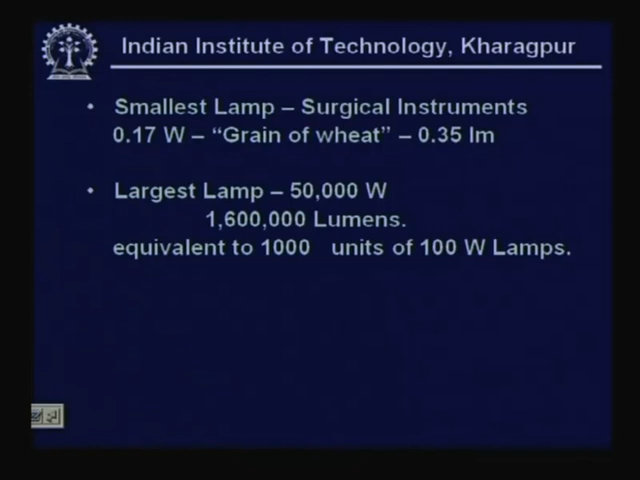 Indian Institute of Technology, Kharagpur
• Smallest Lamp – Surgical Instruments
0.17 W – “Grain of wheat” – 0.35 lm
• Largest Lamp – 50,000 W
1,600,000 Lumens.
equivalent to 1000 units of 100 W Lamps.